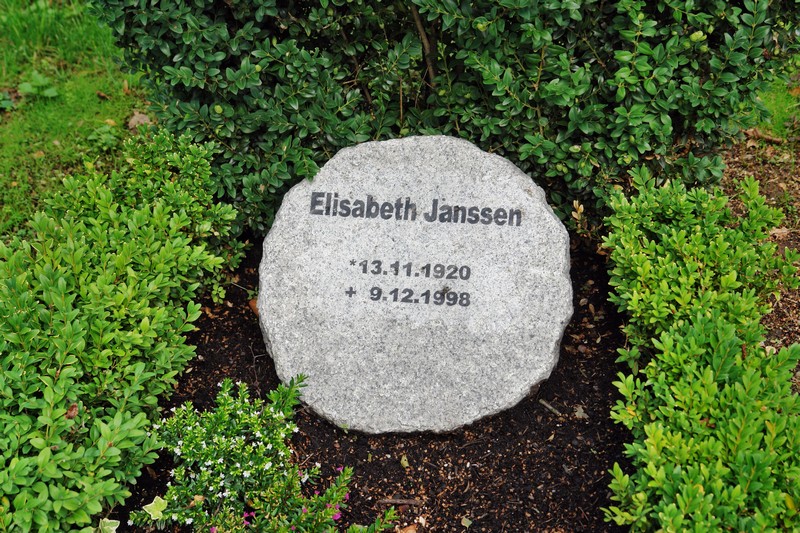 Elisabeth Janssen
*13.11.1920
+ 9.12.1998